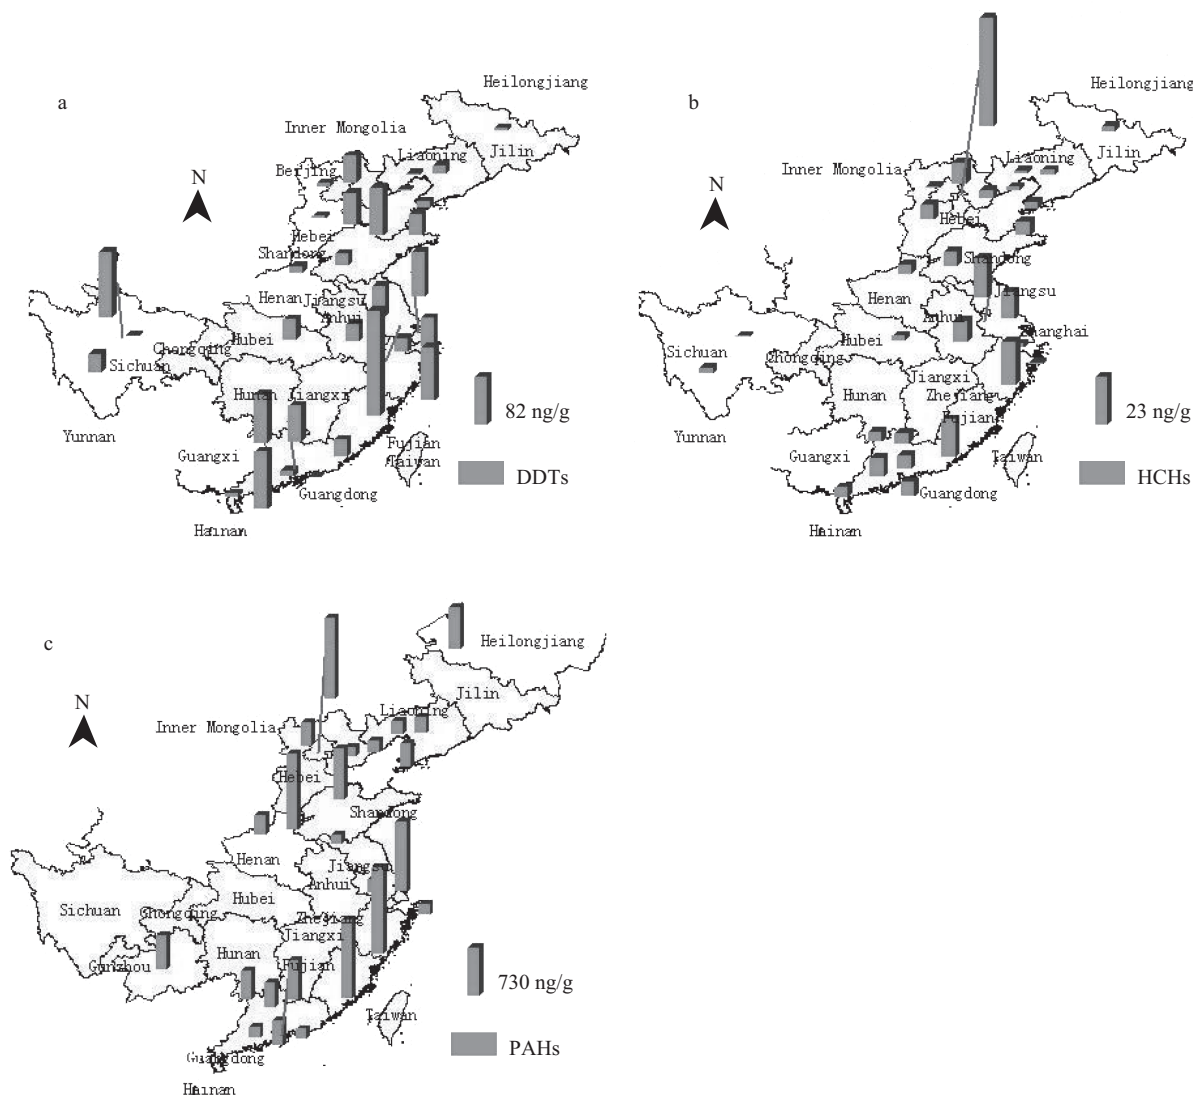 a
Heilongjiang
Inner Mongolia
Liaoning
Jilin
Beijing
N
Hebei
Shandong
Henan
Jiangsu
Anhui
Hubei
Chongqing
Sichuan
Hunan
Jiangxi
82 ng/g
Yunnan
Fujian
Guangxi
Taiwan
DDTs
Guangdong
Hainan
b
Heilongjiang
Jilin
Liaoning
Inner Mongolia
N
Hebei
Shandong
Henan
Jiangsu
Anhui
Shanghai
Hubei
Sichuan
Chongqing
Jiangxi
Hunan
Zhejiang
23 ng/g
Fujian
Yunnan
Guangxi
Taiwan
HCHs
Guangdong
Hainan
c
Heilongjiang
Jilin
N
Liaoning
Inner Mongolia
Hebei
Shandong
Henan
Jiangsu
Anhui
Hubei
Sichuan
Chongqing
Zhejiang
Jiangxi
Hunan
Gunzhou
Fujian
730 ng/g
Taiwan
PAHs
Guangdong
Hainan